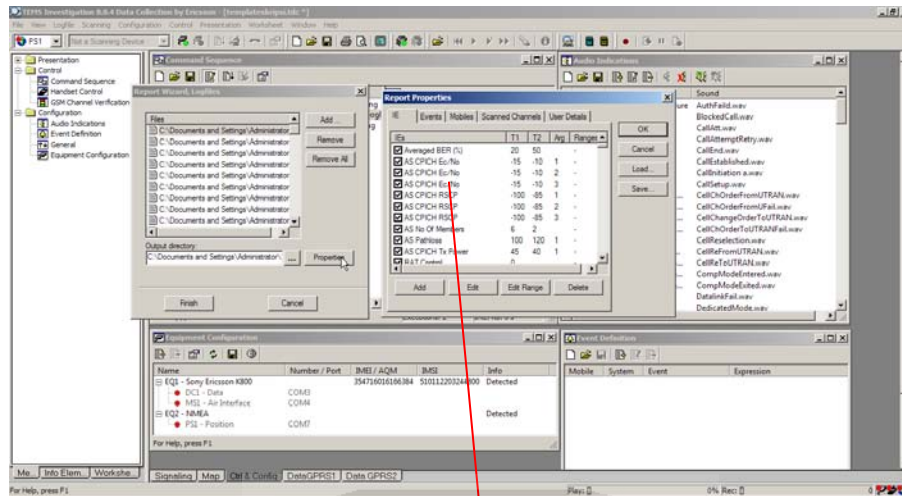 TEMS Investigation 8.0.4 Data Collection by Ericsson - [templateskripsi.tdc *]
File View Logfile Scanning Configuration Control Presentation Worksheet Window Help
PS1
Not a Scanning Device
Presentation
Control
Command Sequence
Handset Control
GSM Channel Verification
Configuration
Audio Indications
Event Definition
General
Equipment Configuration
Command Sequence
Report Wizard, Logfiles
Files
C:\Documents and Settings\Administrator
C:\Documents and Settings\Administrator
C:\Documents and Settings\Administrator
C:\Documents and Settings\Administrator
C:\Documents and Settings\Administrator
C:\Documents and Settings\Administrator
C:\Documents and Settings\Administrator
C:\Documents and Settings\Administrator
Add ...
Remove
Remove All
Output directory:
C:\Documents and Settings\Administrator\
...
Properties
Finish
Cancel
Report Properties
IE Events Mobiles Scanned Channels User Details
IEs T1 T2 Arg Ranges
Averaged BER (%) 20 50 -
AS CPICH Ec/No -15 -10 1 -
AS CPICH Ec/No -15 -10 2 -
AS CPICH Ec/No -15 -10 3 -
AS CPICH RSCP -100 -85 1 -
AS CPICH RSCP -100 -85 2 -
AS CPICH RSCP -100 -85 3 -
AS No Of Members 6 2 -
AS Pathloss 100 120 1 -
AS CPICH Tx Power 45 40 1 -
RAT Control 0
Add Edit Edit Range Delete
OK
Cancel
Load...
Save...
Audio Indications
Sound
AuthFaild.wav
BlockedCall.wav
CallAtt.wav
CallAttemptRetry.wav
CallEnd.wav
CallEstablished.wav
CallInitiation a.wav
CallSetup.wav
CellChOrderFromUTRAN.wav
CellChOrderFromUFail.wav
CellChangeOrderToUTRAN.wav
CellChOrderToUTRANFail.wav
CellReselection.wav
CellReFromUTRAN.wav
CellReToUTRAN.wav
CompModeEntered.wav
CompModeExited.wav
DatalinkFail.wav
DedicatedMode.wav
Equipment Configuration
Name Number / Port IMEI / AQM IMSI Info
EQ1 - Sony Ericsson K800 354716016166384 510112203244800 Detected
DC1 - Data COM3
MS1 - Air Interface COM4
EQ2 - NMEA Detected
PS1 - Position COM7
For Help, press F1
Event Definition
Mobile System Event Expression
Me... Info Elem... Workshe...
Signaling Map Ctrl & Config DataGPRS1 Data GPRS2
For Help, press F1
Play: 0% Rec: 0